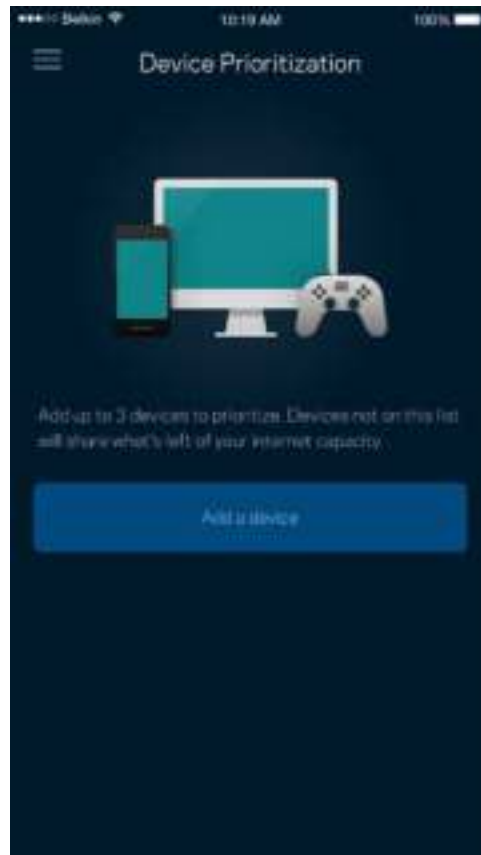 Belkin 10:19 AM 100%
Device Prioritization
Add up to 3 devices to prioritize. Devices not on this list
will share what's left of your internet capacity.
Add a device